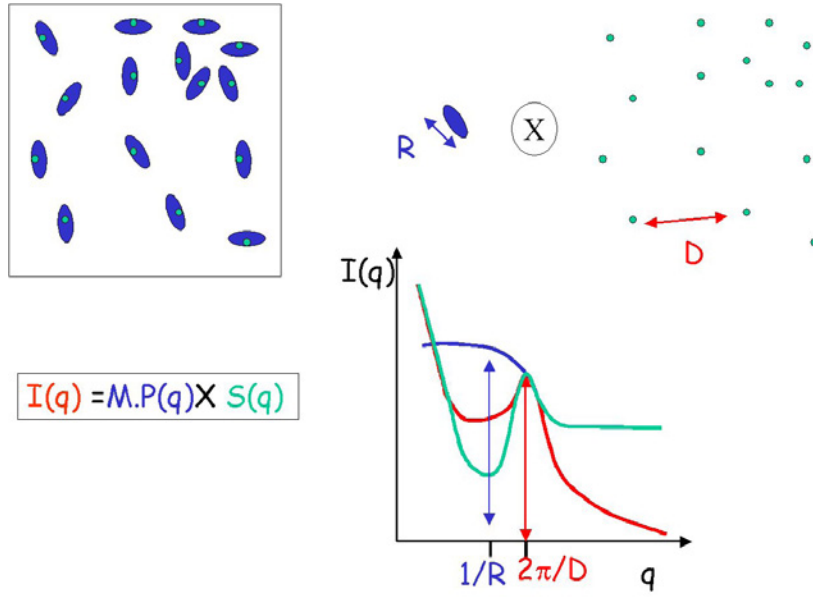 R
X
D
I(q)
I(q) =M.P(q)X S(q)
1/R
2π/D
q